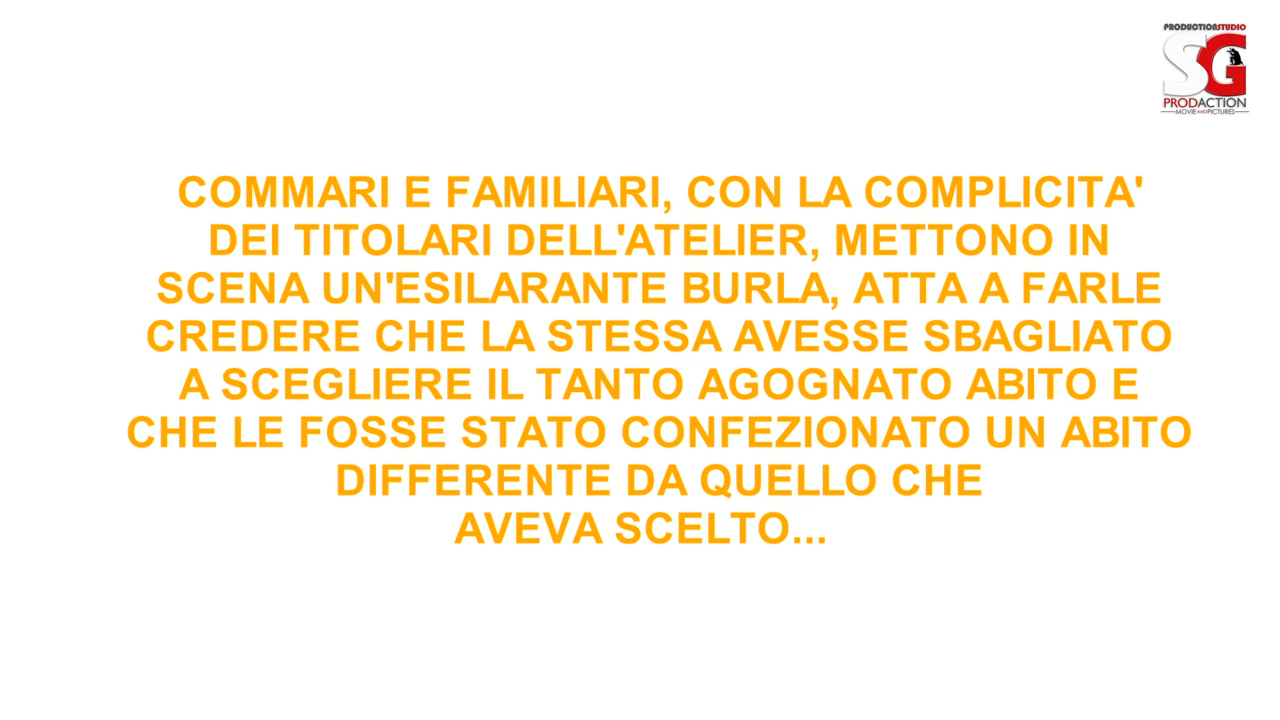 PRODUCTIONSTUDIO
SG
PRODACTION
MOVIE AND PICTURES
COMMARI E FAMILIARI, CON LA COMPLICITA'
DEI TITOLARI DELL'ATELIER, METTONO IN
SCENA UN'ESILARANTE BURLA, ATTA A FARLE
CREDERE CHE LA STESSA AVESSE SBAGLIATO
A SCEGLIERE IL TANTO AGOGNATO ABITO E
CHE LE FOSSE STATO CONFEZIONATO UN ABITO
DIFFERENTE DA QUELLO CHE
AVEVA SCELTO...